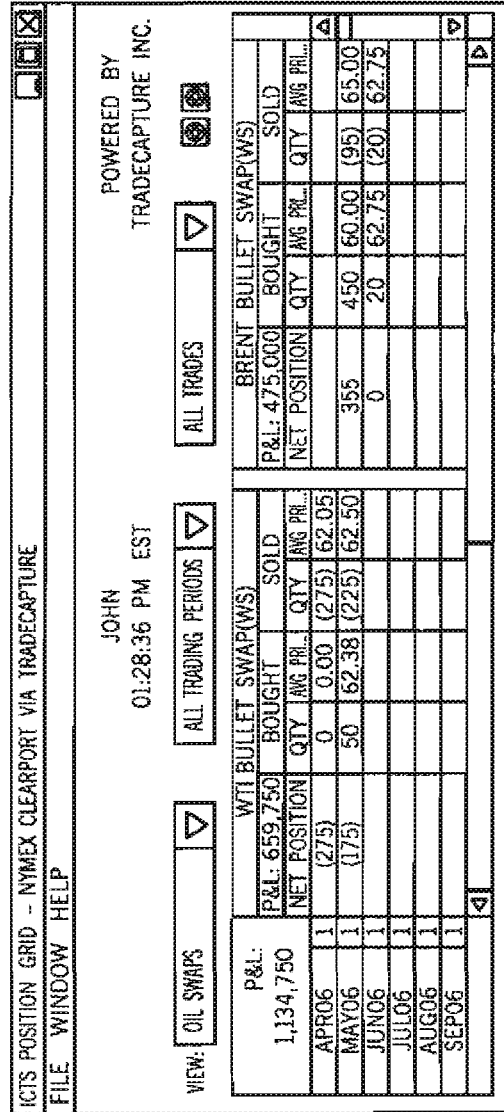 ICTS POSITION GRID - NYMEX CLEARPORT VIA TRADECAPTURE
FILE WINDOW HELP
JOHN
01:28:36 PM EST
POWERED BY
TRADECAPTURE INC.
VIEW: OIL SWAPS ALL TRADING PERIODS ALL TRADES
P&L:
1,134,750
WTI BULLET SWAP(WS) BRENT BULLET SWAP(WS)
P&L: 659,750 BOUGHT SOLD P&L: 475,000 BOUGHT SOLD
NET POSITION QTY AVG PRI... QTY AVG PRI... NET POSITION QTY AVG PRI... QTY AVG PRI...
APR06 1 (275) 0 0.00 (275) 62.05
MAY06 1 (175) 50 62.38 (225) 62.50 355 450 60.00 (95) 65.00
JUN06 1 0 20 62.75 (20) 62.75
JUL06 1
AUG06 1
SEP06 1